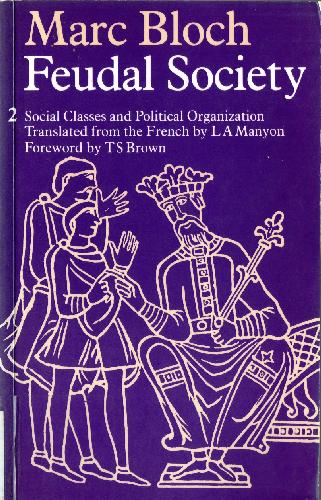 Marc Bloch
Feudal Society
2 Social Classes and Political Organization
Translated from the French by L A Manyon
Foreword by T S Brown